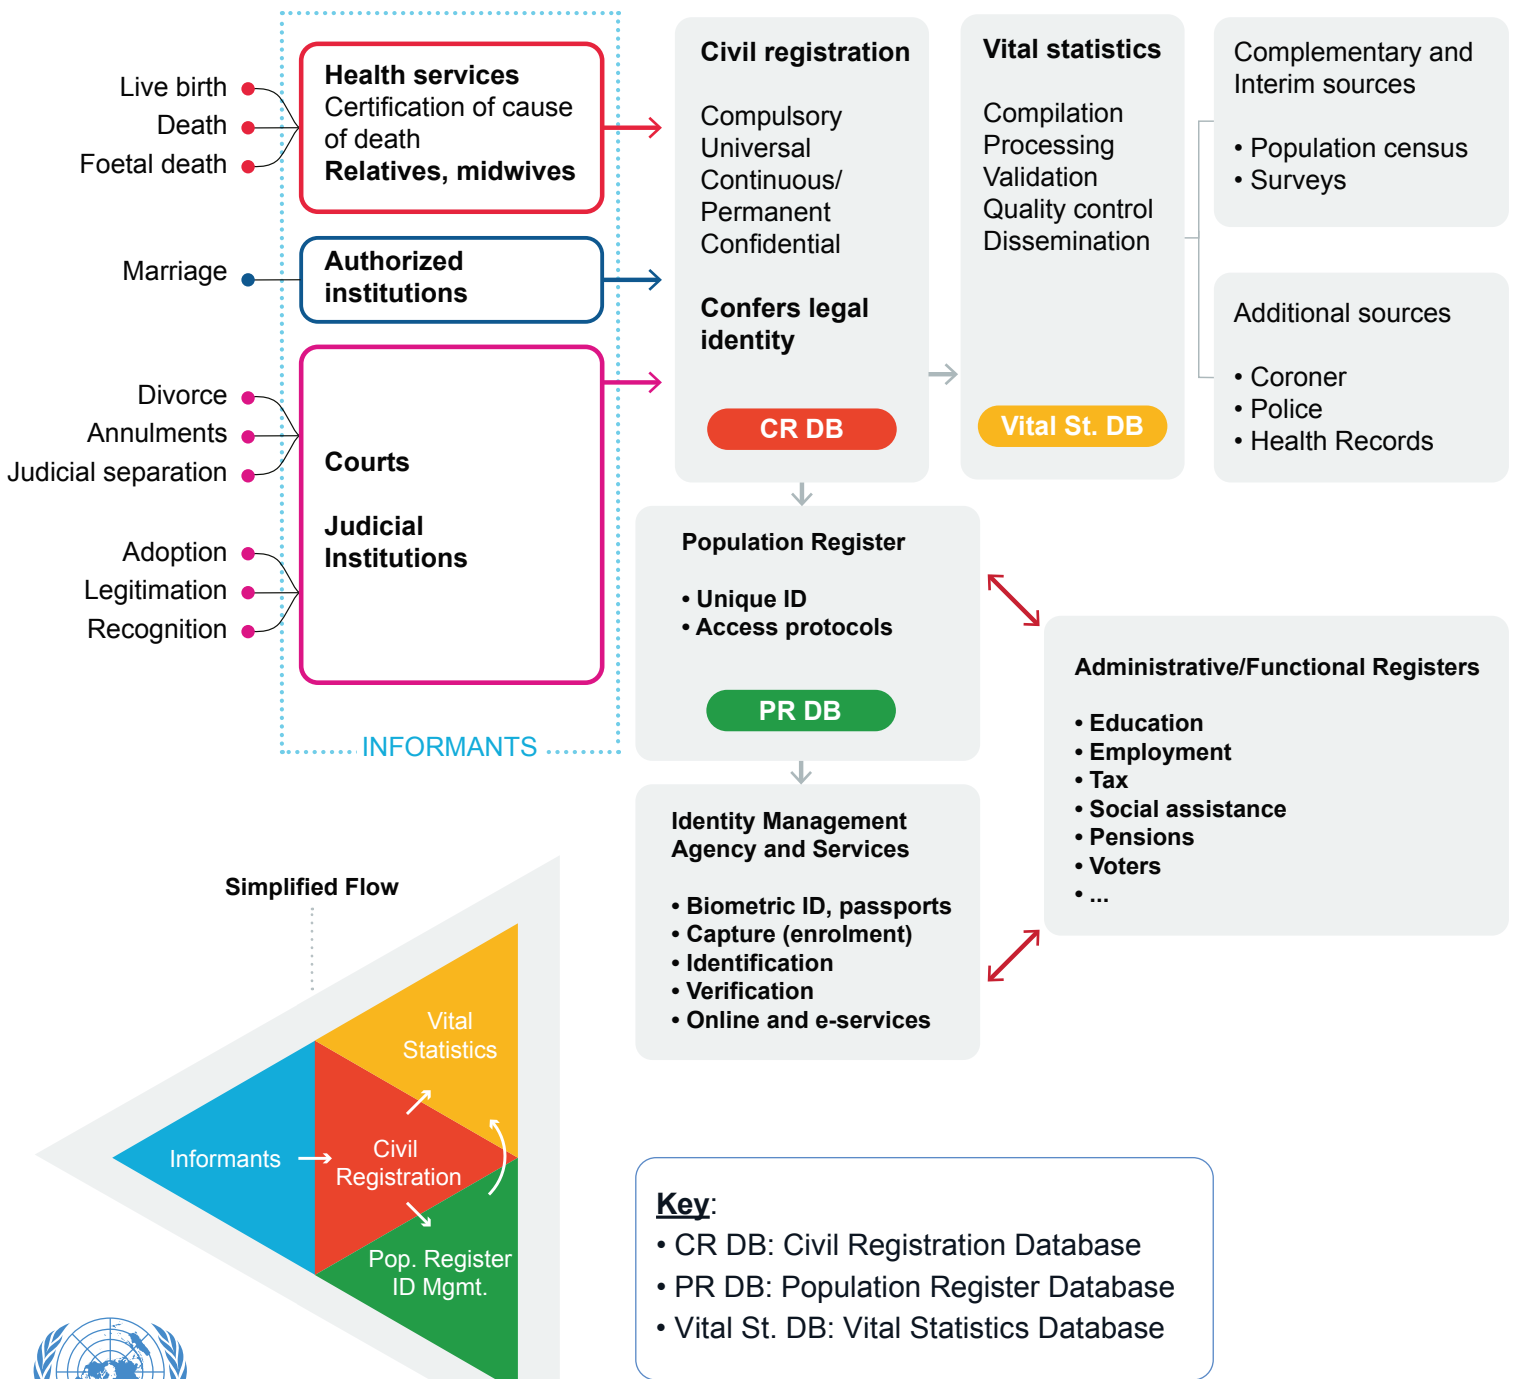 Live birth
Death
Foetal death
Health services
Certification of cause
of death
Relatives, midwives
Marriage
Authorized
institutions
Divorce
Annulments
Judicial separation
Adoption
Legitimation
Recognition
Courts
Judicial
Institutions
INFORMANTS
Civil registration
Compulsory
Universal
Continuous/
Permanent
Confidential
Confers legal
identity
CR DB
Vital statistics
Compilation
Processing
Validation
Quality control
Dissemination
Vital St. DB
Complementary and
Interim sources
• Population census
• Surveys
Additional sources
• Coroner
• Police
• Health Records
Population Register
• Unique ID
• Access protocols
PR DB
Administrative/Functional Registers
• Education
• Employment
• Tax
• Social assistance
• Pensions
• Voters
• ...
Identity Management
Agency and Services
• Biometric ID, passports
• Capture (enrolment)
• Identification
• Verification
• Online and e-services
Simplified Flow
Vital
Statistics
Informants
Civil
Registration
Pop. Register
ID Mgmt.
Key:
• CR DB: Civil Registration Database
• PR DB: Population Register Database
• Vital St. DB: Vital Statistics Database